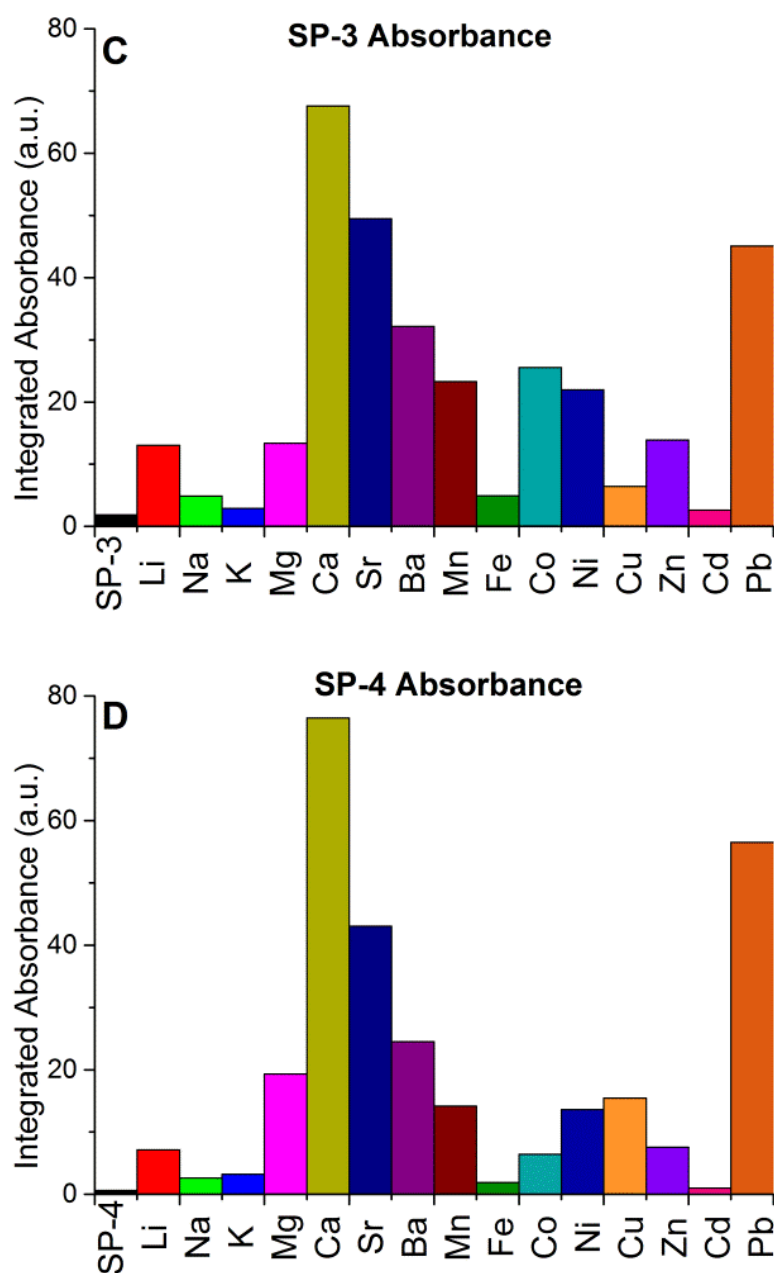 C
SP-3 Absorbance
Integrated Absorbance (a.u.)
80
60
40
20
0
SP-3 Li Na K Mg Ca Sr Ba Mn Fe Co Ni Cu Zn Cd Pb
D
SP-4 Absorbance
Integrated Absorbance (a.u.)
80
60
40
20
0
SP-4 Li Na K Mg Ca Sr Ba Mn Fe Co Ni Cu Zn Cd Pb